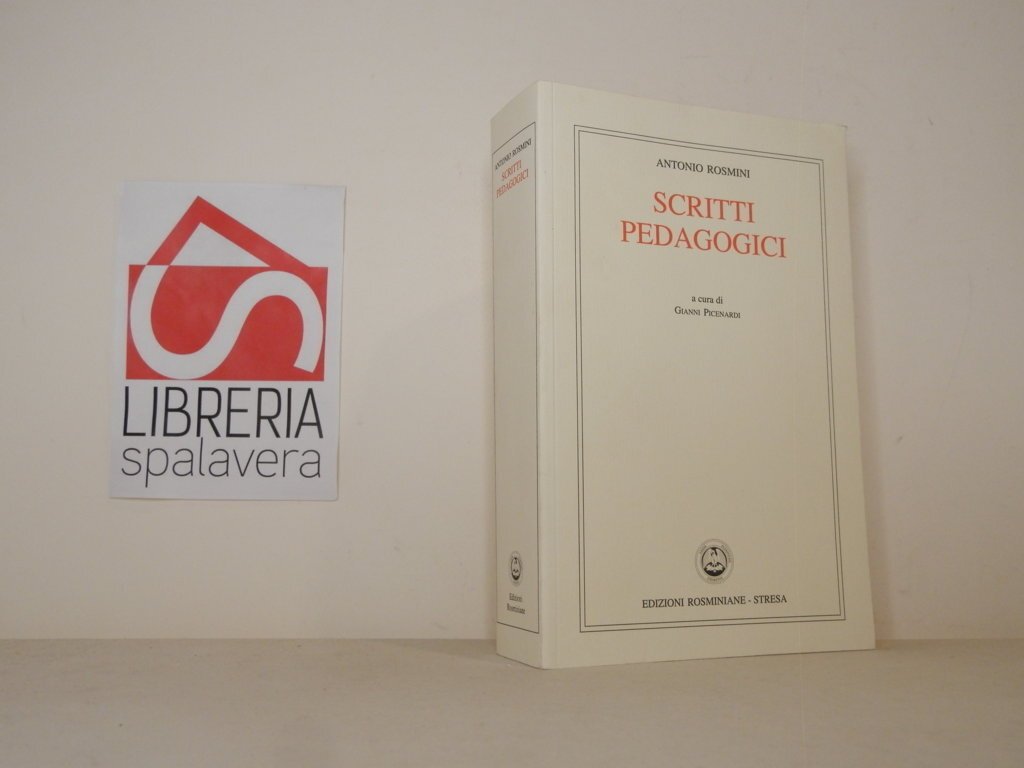 LIBRERIA
spalavera
ANTONIO ROSMINI
SCRITTI
PEDAGOGICI
Edizioni
Rosminiane
ANTONIO ROSMINI
SCRITTI
PEDAGOGICI
a cura di
GIANNI PICENARDI
EDIZIONI ROSMINIANE - STRESA